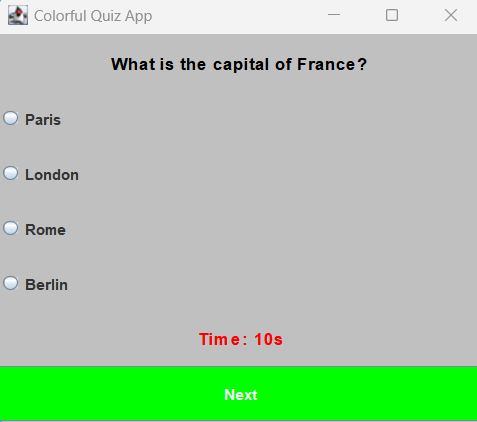 Colorful Quiz App
What is the capital of France?
Paris
London
Rome
Berlin
Time: 10s
Next